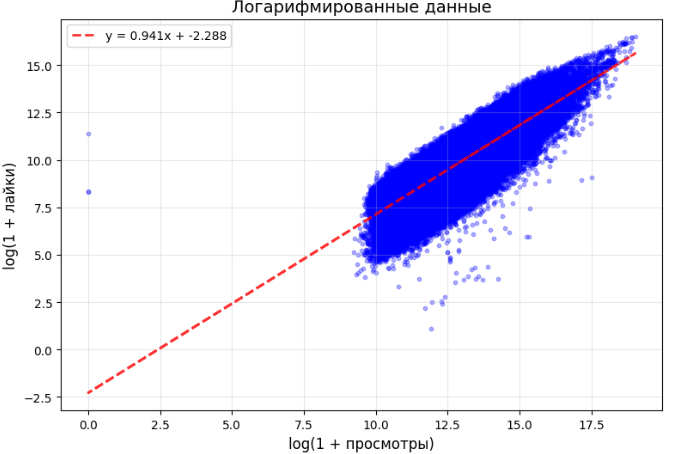 Логарифмированные данные
y = 0.941x + -2.288
log(1 + лайки)
15.0
12.5
10.0
7.5
5.0
2.5
0.0
−2.5
0.0 2.5 5.0 7.5 10.0 12.5 15.0 17.5
log(1 + просмотры)